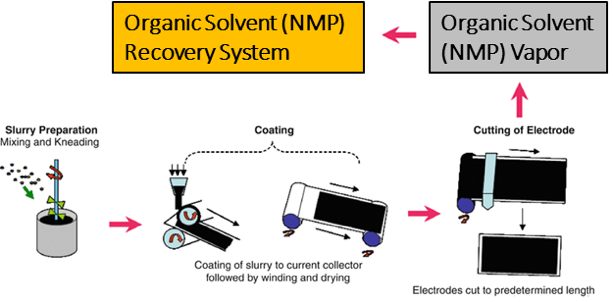 Organic Solvent (NMP)
Recovery System
Organic Solvent
(NMP) Vapor
Slurry Preparation
Mixing and Kneading
Coating
Cutting of Electrode
Coating of slurry to current collector
followed by winding and drying
Electrodes cut to predetermined length